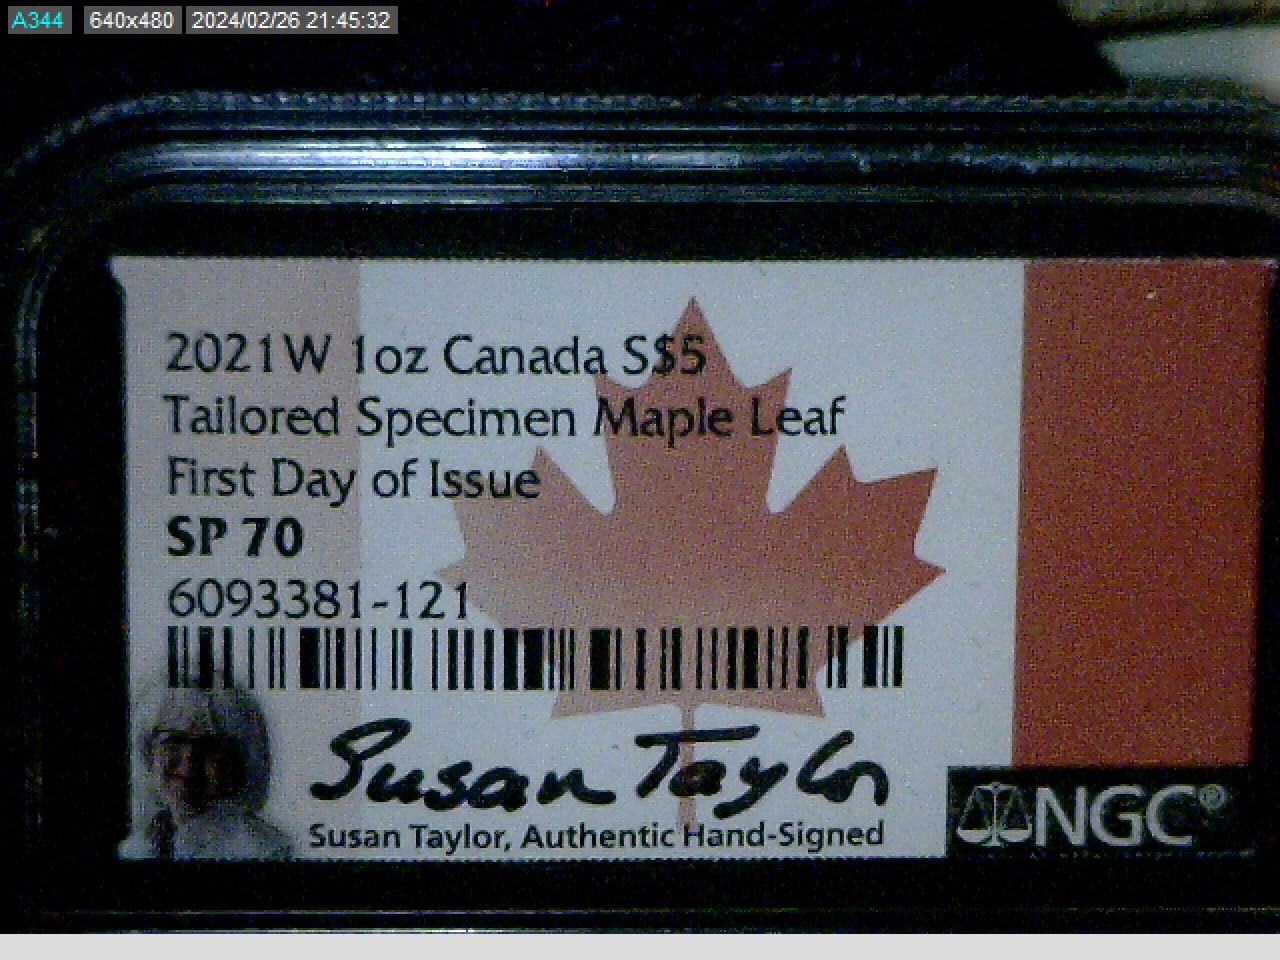 A344 640x480 2024/02/26 21:45:32
2021W 1oz Canada S$5
Tailored Specimen Maple Leaf
First Day of Issue
SP 70
6093381-121
Susan Taylor
Susan Taylor, Authentic Hand-Signed
NGC®